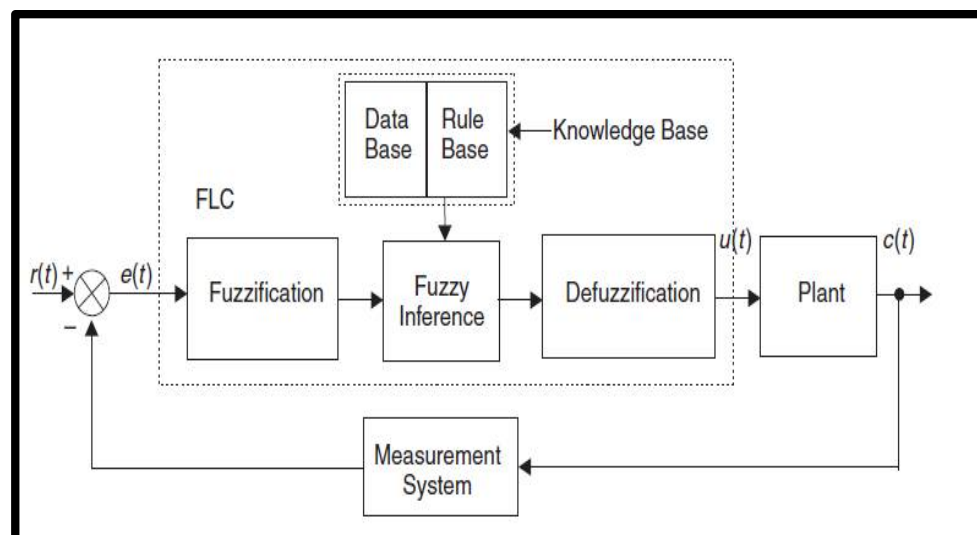 Data
Base
Rule
Base
Knowledge Base
FLC
u(t)
c(t)
r(t) +
e(t)
Fuzzification
Fuzzy
Inference
Defuzzification
Plant
−
Measurement
System